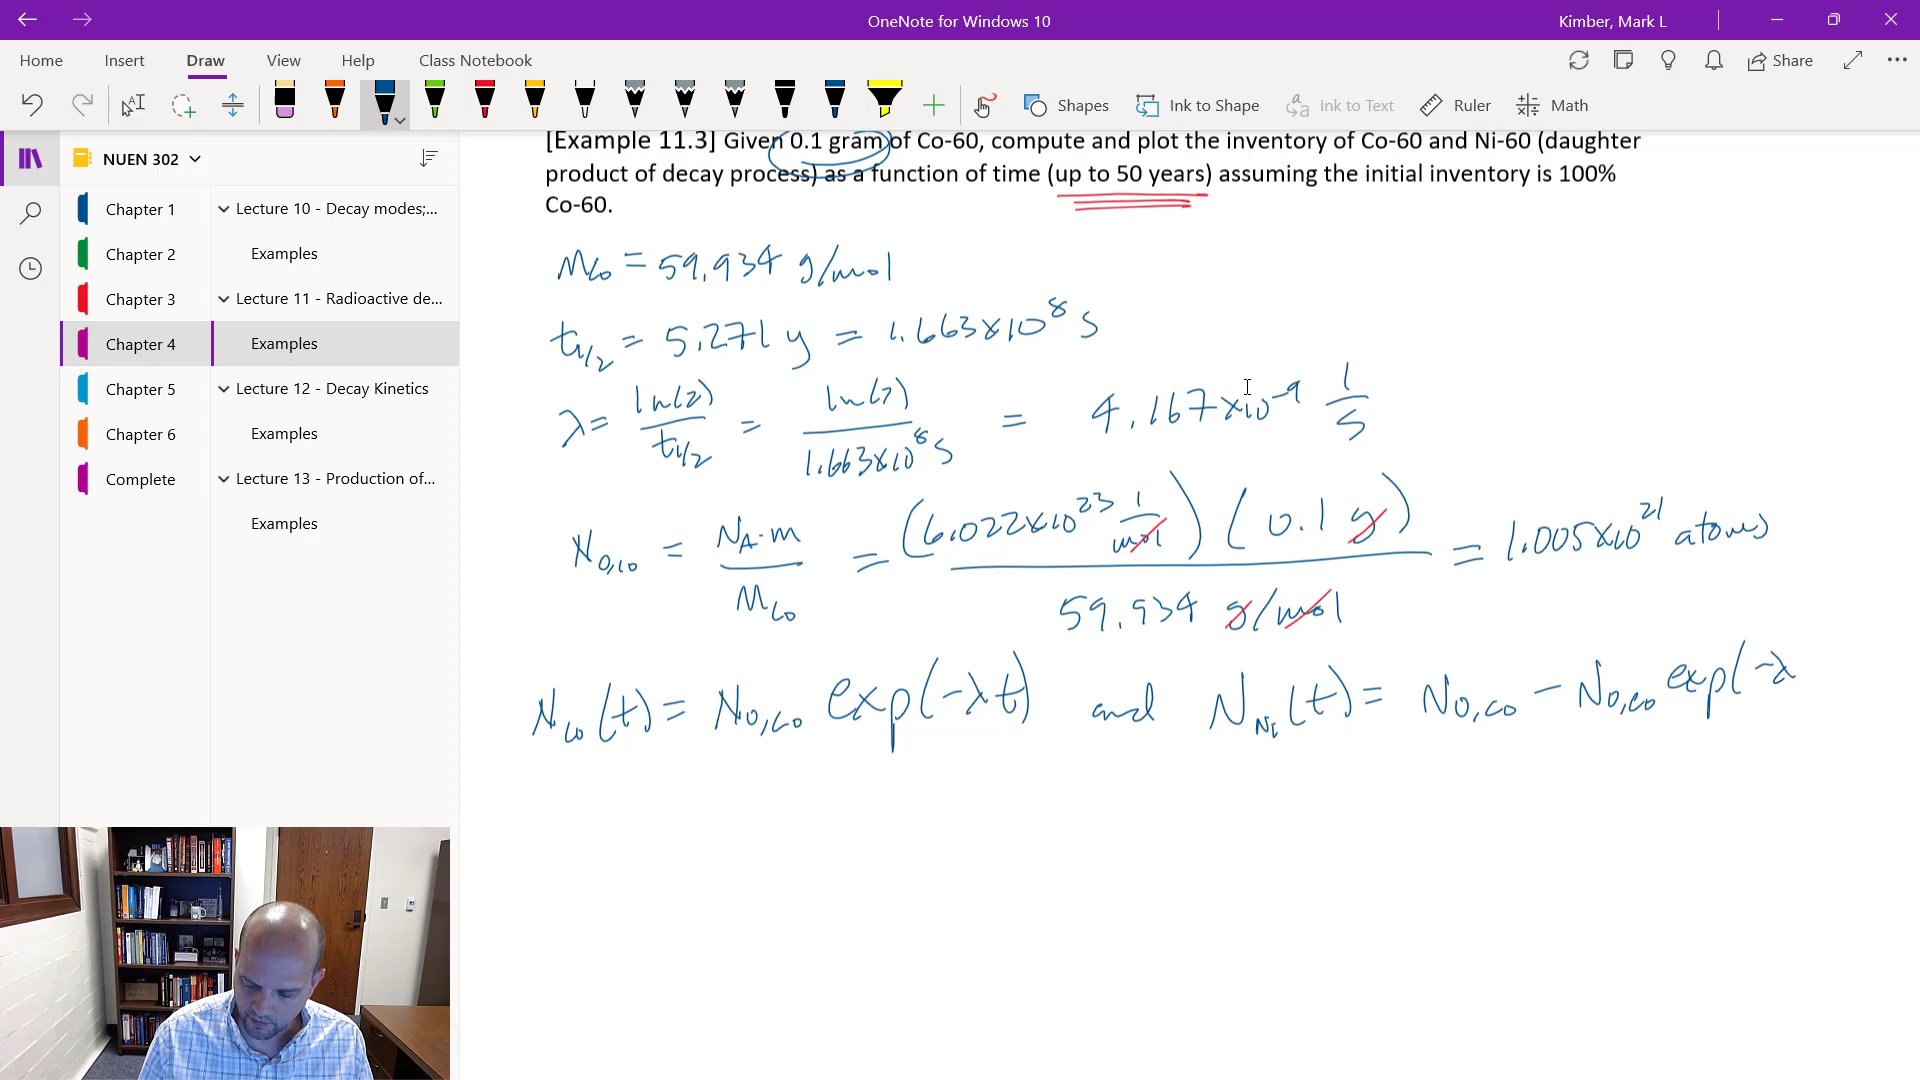 OneNote for Windows 10
Kimber, Mark L
Home Insert Draw View Help Class Notebook Share
Shapes Ink to Shape Ink to Text Ruler Math
NUEN 302
Chapter 1
Chapter 2
Chapter 3
Chapter 4
Chapter 5
Chapter 6
Complete
Lecture 10 - Decay modes;...
Examples
Lecture 11 - Radioactive de...
Examples
Lecture 12 - Decay Kinetics
Examples
Lecture 13 - Production of...
Examples
[Example 11.3] Given 0.1 gram of Co-60, compute and plot the inventory of Co-60 and Ni-60 (daughter
product of decay process) as a function of time (up to 50 years) assuming the initial inventory is 100%
Co-60.
M_Co = 59.934 g/mol
t_1/2 = 5.271 y = 1.663×10^8 s
λ = ln(2)/t_1/2 = ln(2)/1.663×10^8 s = 4.167×10^-9 1/s
N_0,Co = N_A·m/M_Co = (6.022×10^23 1/mol)(0.1 g)/59.934 g/mol = 1.005×10^21 atoms
N_Co(t) = N_0,Co exp(-λt) and N_Ni(t) = N_0,Co - N_0,Co exp(-λ